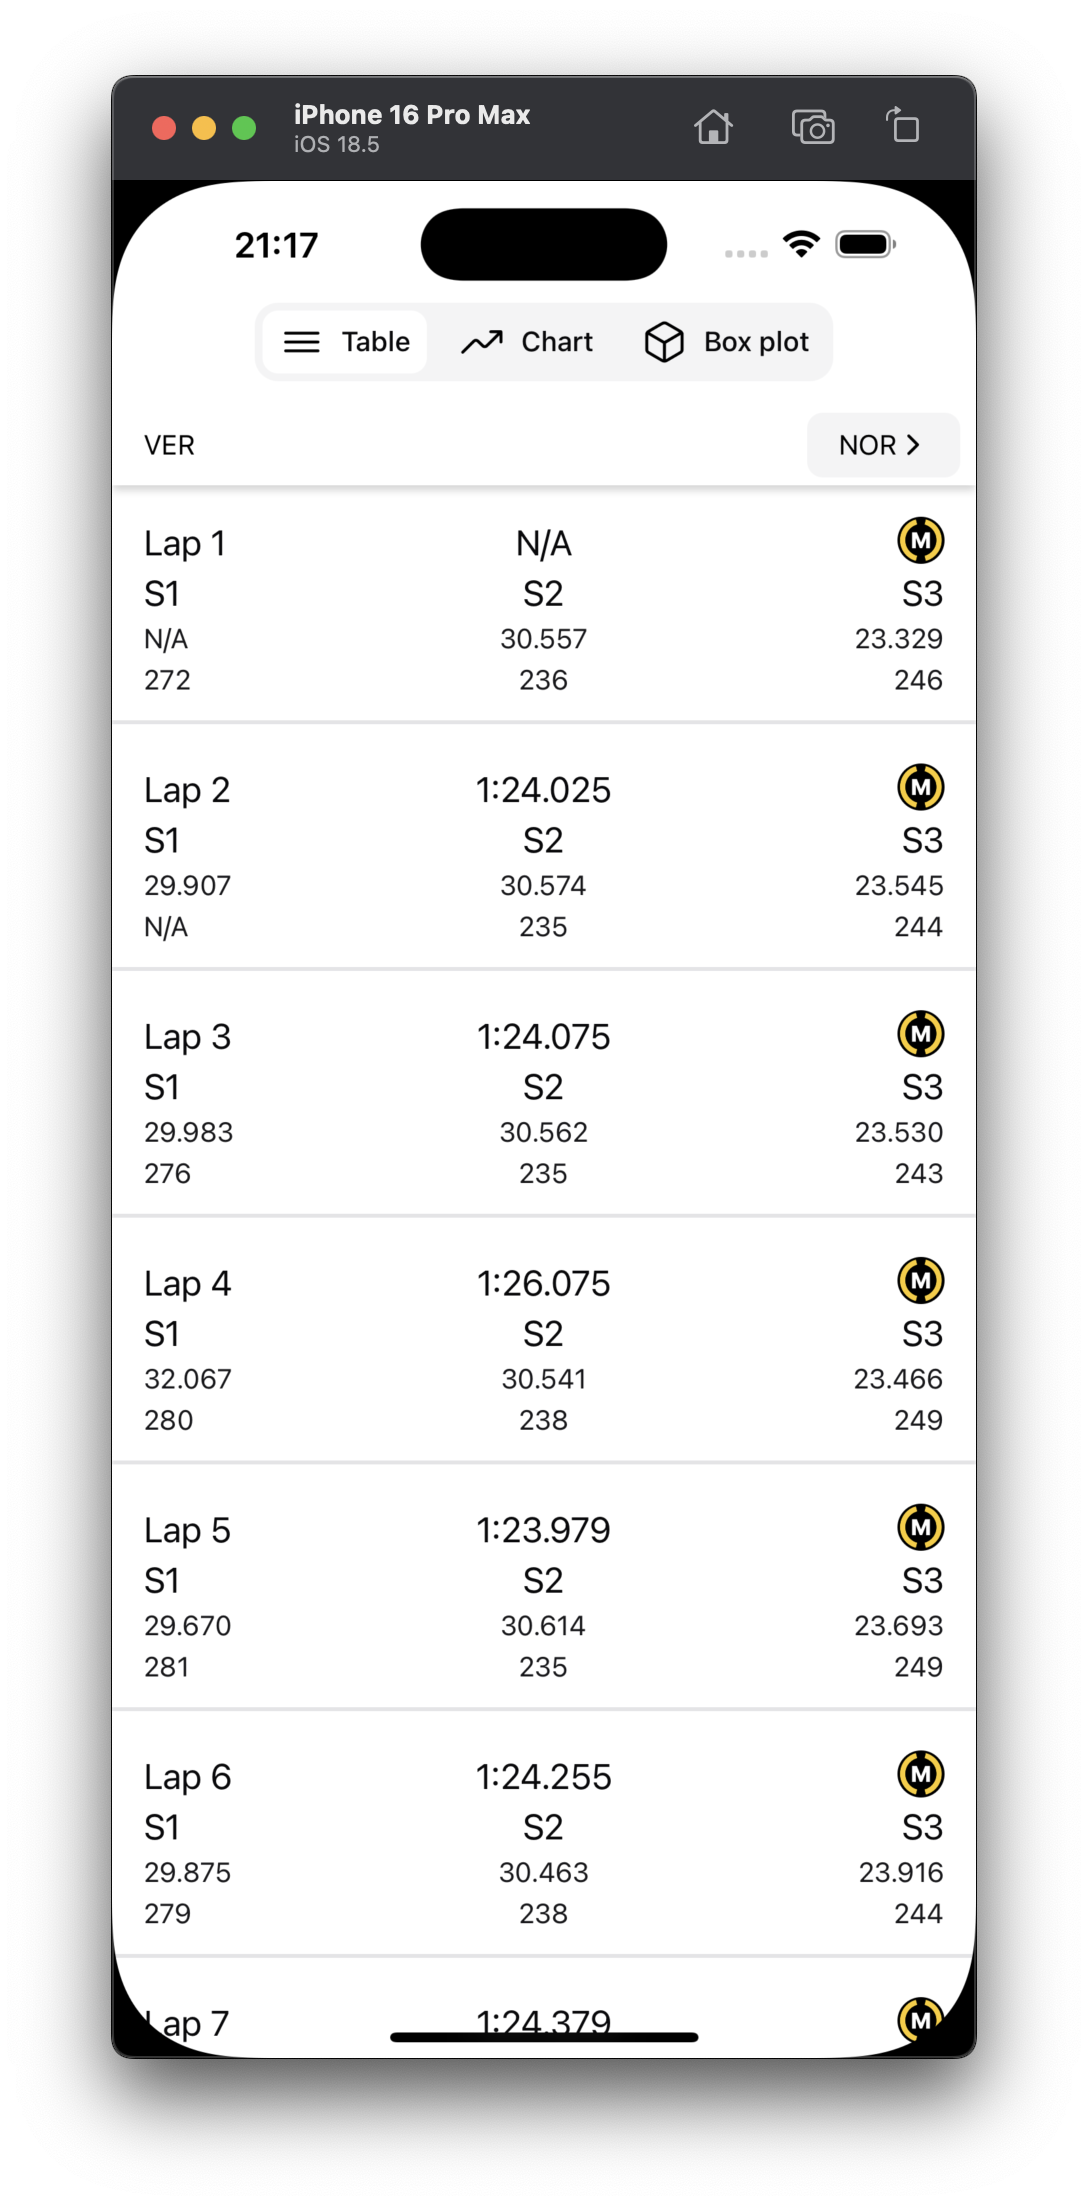 iPhone 16 Pro Max
iOS 18.5
21:17
Table Chart Box plot
VER NOR
Lap 1 N/A M
S1 S2 S3
N/A 30.557 23.329
272 236 246
Lap 2 1:24.025 M
S1 S2 S3
29.907 30.574 23.545
N/A 235 244
Lap 3 1:24.075 M
S1 S2 S3
29.983 30.562 23.530
276 235 243
Lap 4 1:26.075 M
S1 S2 S3
32.067 30.541 23.466
280 238 249
Lap 5 1:23.979 M
S1 S2 S3
29.670 30.614 23.693
281 235 249
Lap 6 1:24.255 M
S1 S2 S3
29.875 30.463 23.916
279 238 244
Lap 7 1:24.379 M